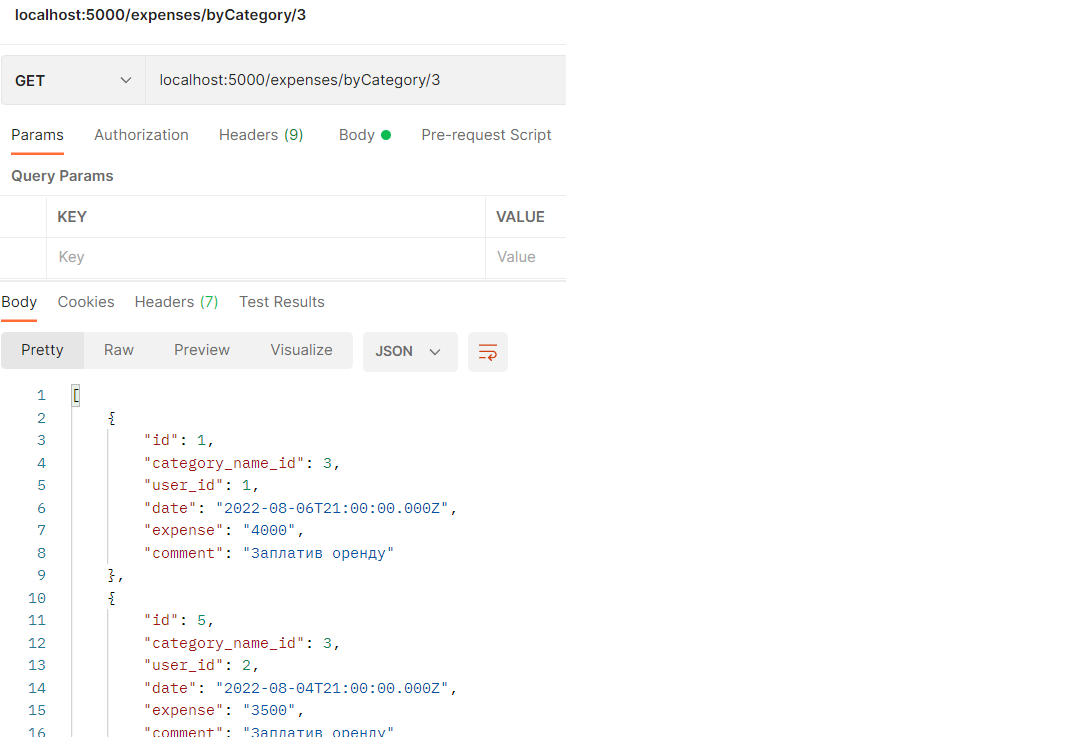 localhost:5000/expenses/byCategory/3
GET localhost:5000/expenses/byCategory/3
Params Authorization Headers (9) Body Pre-request Script
Query Params
KEY VALUE
Key Value
Body Cookies Headers (7) Test Results
Pretty Raw Preview Visualize JSON
1 [
2 {
3 "id": 1,
4 "category_name_id": 3,
5 "user_id": 1,
6 "date": "2022-08-06T21:00:00.000Z",
7 "expense": "4000",
8 "comment": "Заплатив оренду"
9 },
10 {
11 "id": 5,
12 "category_name_id": 3,
13 "user_id": 2,
14 "date": "2022-08-04T21:00:00.000Z",
15 "expense": "3500",
16 "comment": "Заплатив оренду"